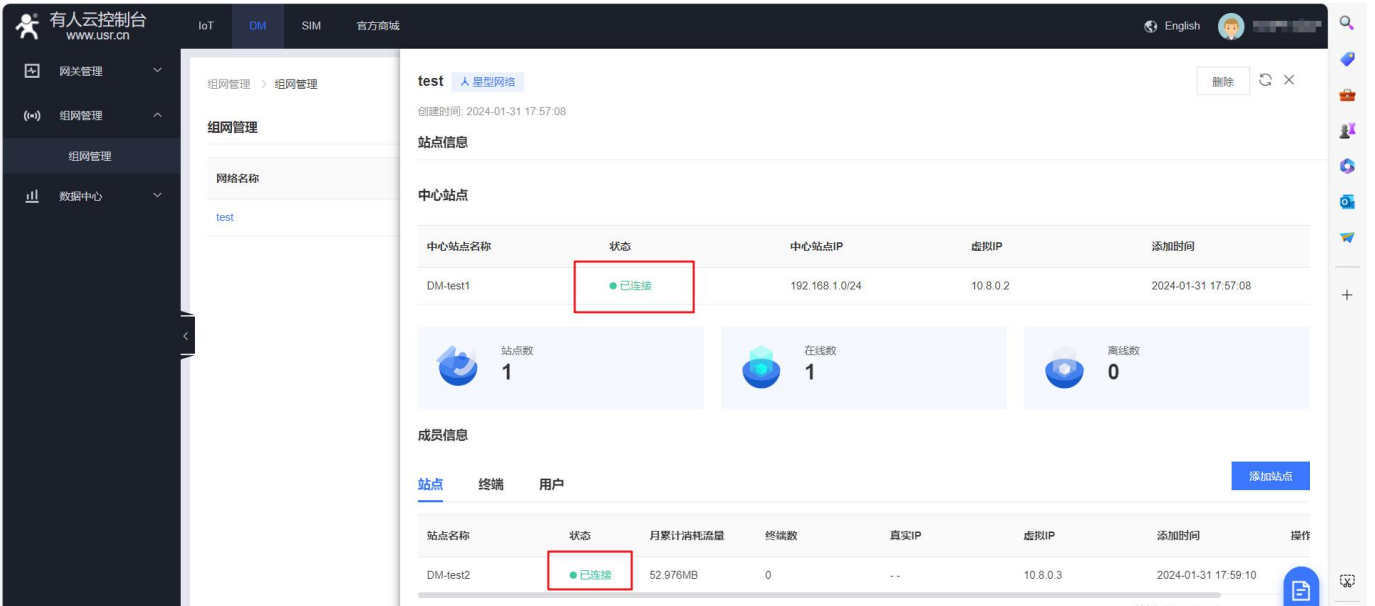 有人云控制台
www.usr.cn
IoT DM SIM 官方商城
English
网关管理
组网管理
组网管理
数据中心
组网管理 > 组网管理
组网管理
网络名称
test
test 星型网络
删除
创建时间: 2024-01-31 17:57:08
站点信息
中心站点
中心站点名称 状态 中心站点IP 虚拟IP 添加时间
DM-test1 已连接 192.168.1.0/24 10.8.0.2 2024-01-31 17:57:08
站点数 在线数 离线数
1 1 0
成员信息
站点 终端 用户
添加站点
站点名称 状态 月累计消耗流量 终端数 真实IP 虚拟IP 添加时间 操作
DM-test2 已连接 52.976MB 0 - - 10.8.0.3 2024-01-31 17:59:10